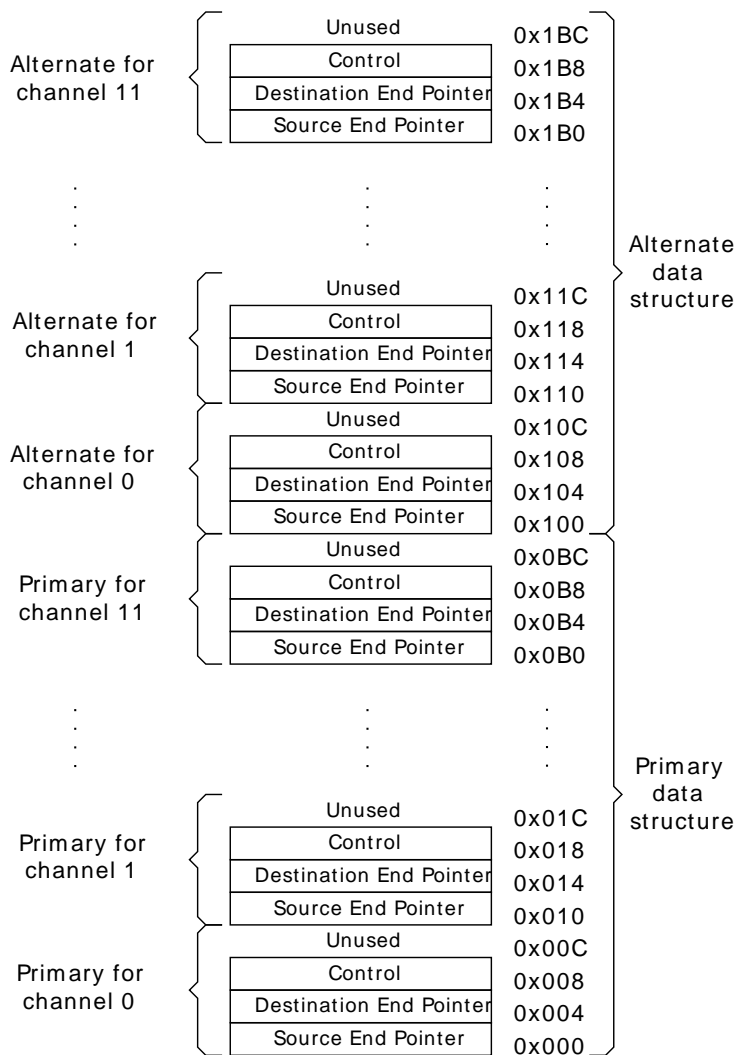 Alternate for
channel 11
Unused 0x1BC
Control 0x1B8
Destination End Pointer 0x1B4
Source End Pointer 0x1B0
Alternate
data
structure
Alternate for
channel 1
Unused 0x11C
Control 0x118
Destination End Pointer 0x114
Source End Pointer 0x110
Alternate for
channel 0
Unused 0x10C
Control 0x108
Destination End Pointer 0x104
Source End Pointer 0x100
Primary for
channel 11
Unused 0x0BC
Control 0x0B8
Destination End Pointer 0x0B4
Source End Pointer 0x0B0
Primary
data
structure
Primary for
channel 1
Unused 0x01C
Control 0x018
Destination End Pointer 0x014
Source End Pointer 0x010
Primary for
channel 0
Unused 0x00C
Control 0x008
Destination End Pointer 0x004
Source End Pointer 0x000